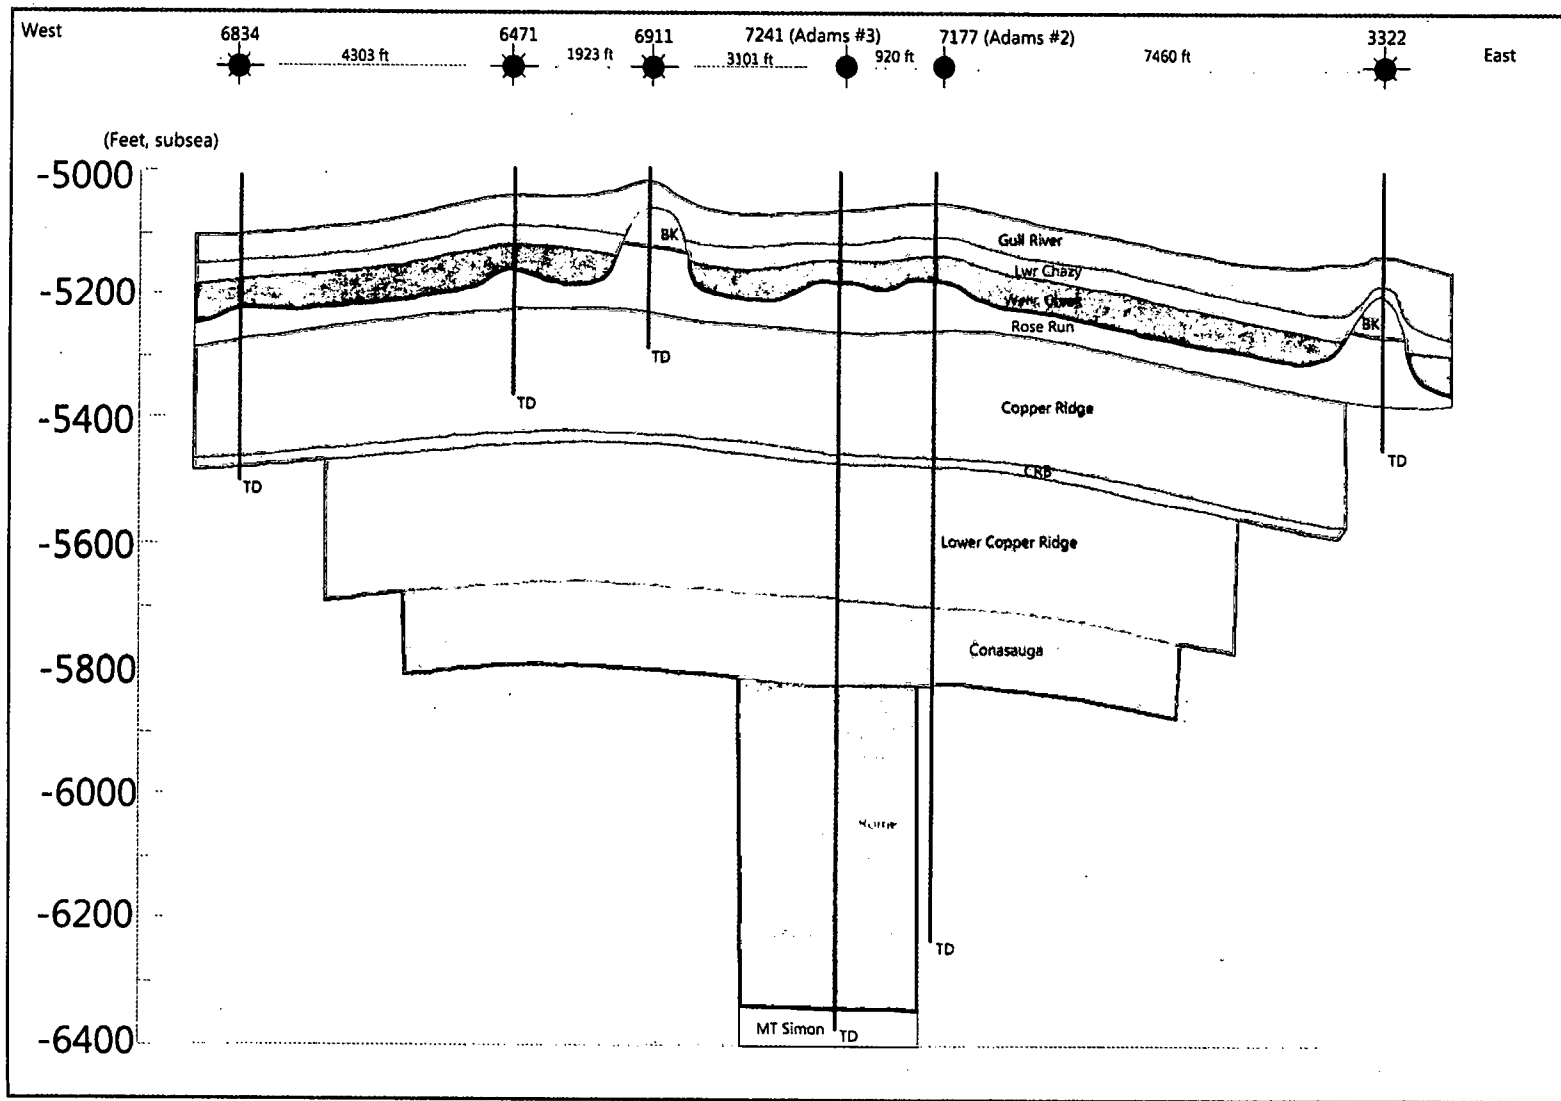 West
6834
6471
6911
7241 (Adams #3)
7177 (Adams #2)
3322
East
4303 ft
1923 ft
3101 ft
920 ft
7460 ft
(Feet, subsea)
-5000
-5200
-5400
-5600
-5800
-6000
-6200
-6400
BK
Gull River
Lwr Chazy
Rose Run
BK
TD
TD
Copper Ridge
TD
TD
CRB
TD
Lower Copper Ridge
Conasauga
Rome
TD
MT Simon
TD